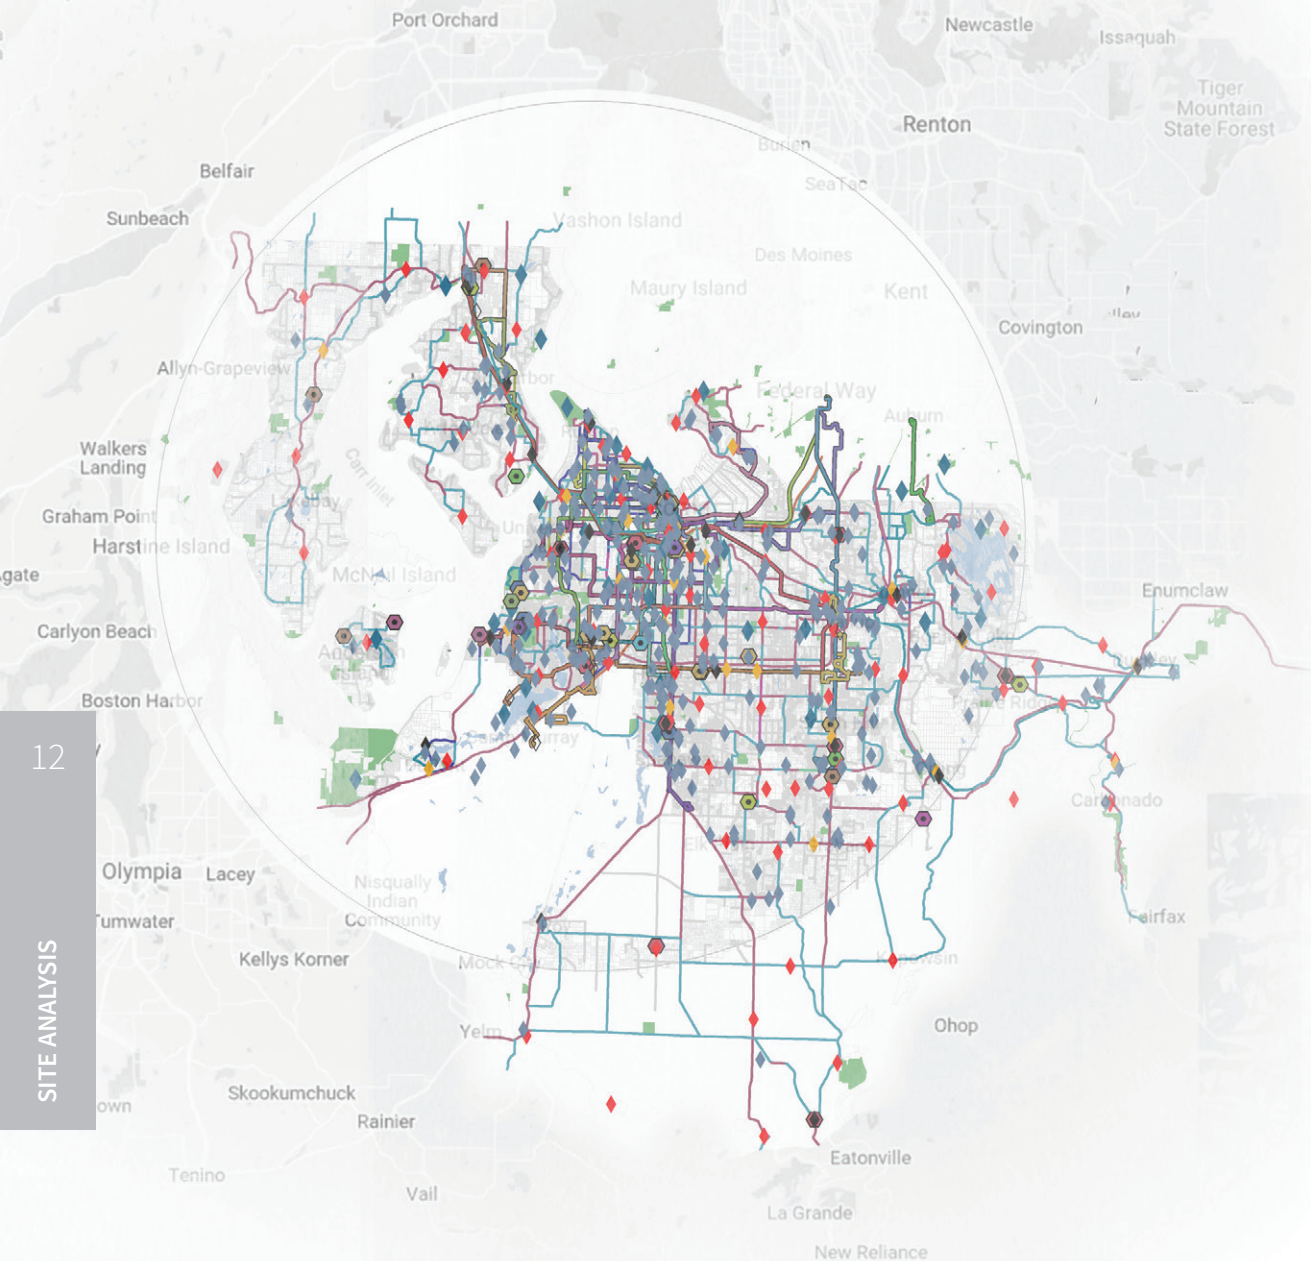 Port Orchard
Newcastle
Issaquah
Tiger
Mountain
State Forest
Renton
Burien
Belfair
SeaTac
Sunbeach
Vashon Island
Des Moines
Maury Island
Kent
Covington
Allyn-Grapeview
Federal Way
Auburn
Walkers
Landing
Carr Inlet
Graham Point
Harstine Island
McNeil Island
Enumclaw
Carlyon Beach
Boston Harbor
12
Olympia
Lacey
Nisqually
Indian
Community
Tumwater
Fairfax
Kellys Korner
Yelm
Ohop
SITE ANALYSIS
Skookumchuck
Rainier
Eatonville
Tenino
Vail
La Grande
New Reliance